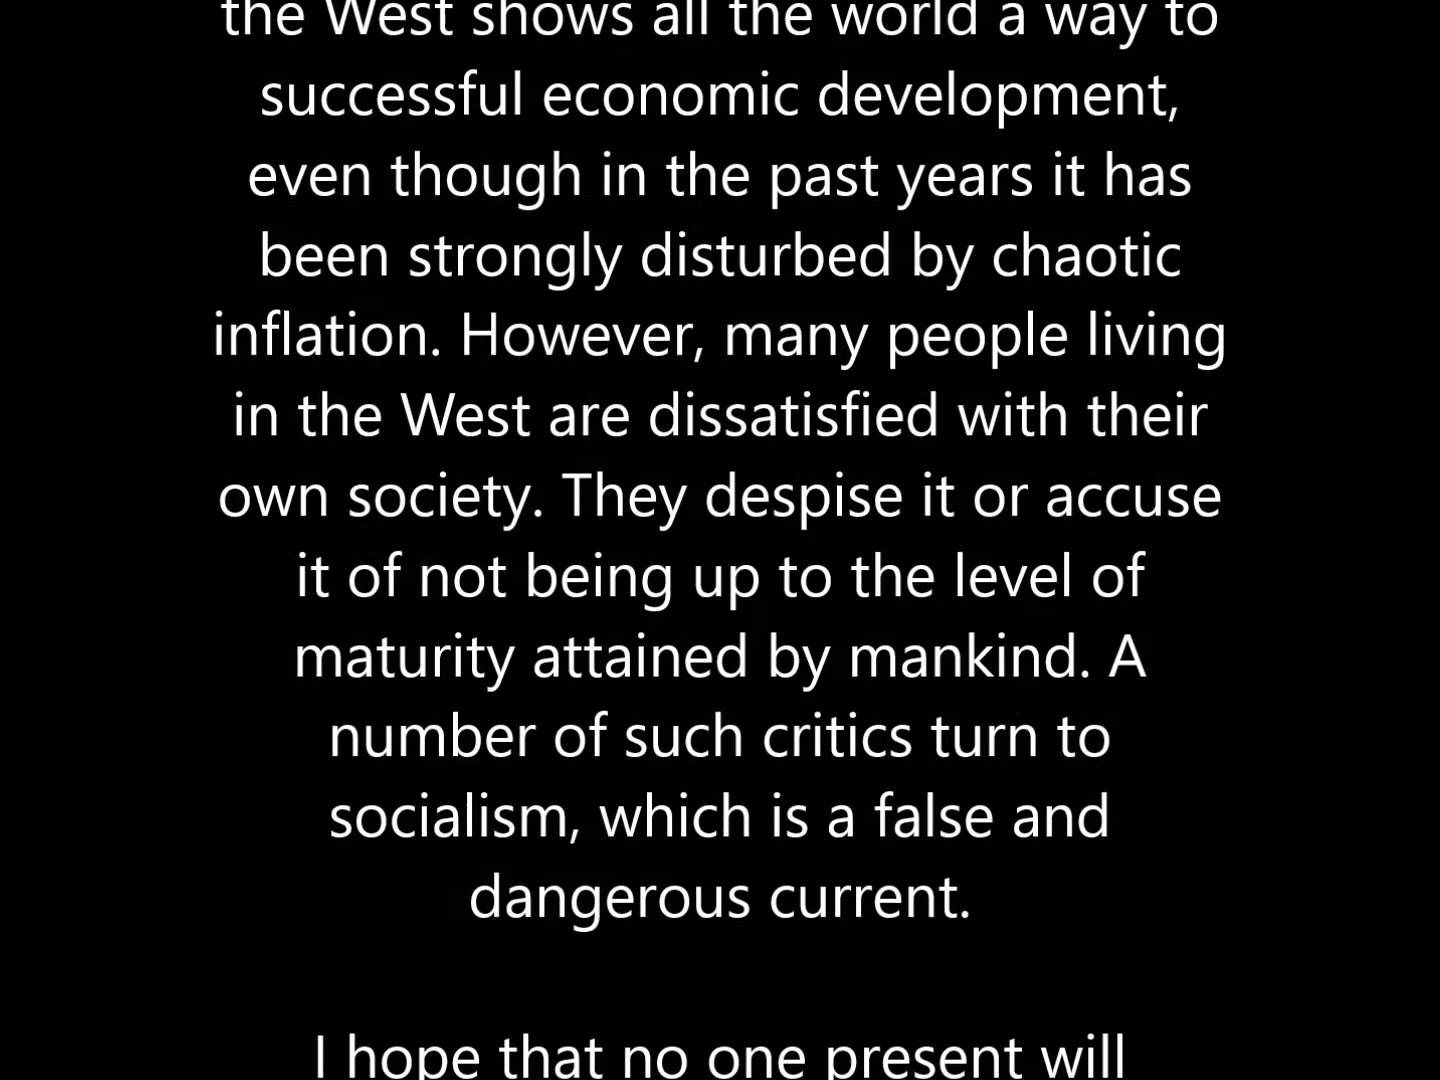 the West shows all the world a way to
successful economic development,
even though in the past years it has
been strongly disturbed by chaotic
inflation. However, many people living
in the West are dissatisfied with their
own society. They despise it or accuse
it of not being up to the level of
maturity attained by mankind. A
number of such critics turn to
socialism, which is a false and
dangerous current.
I hope that no one present will